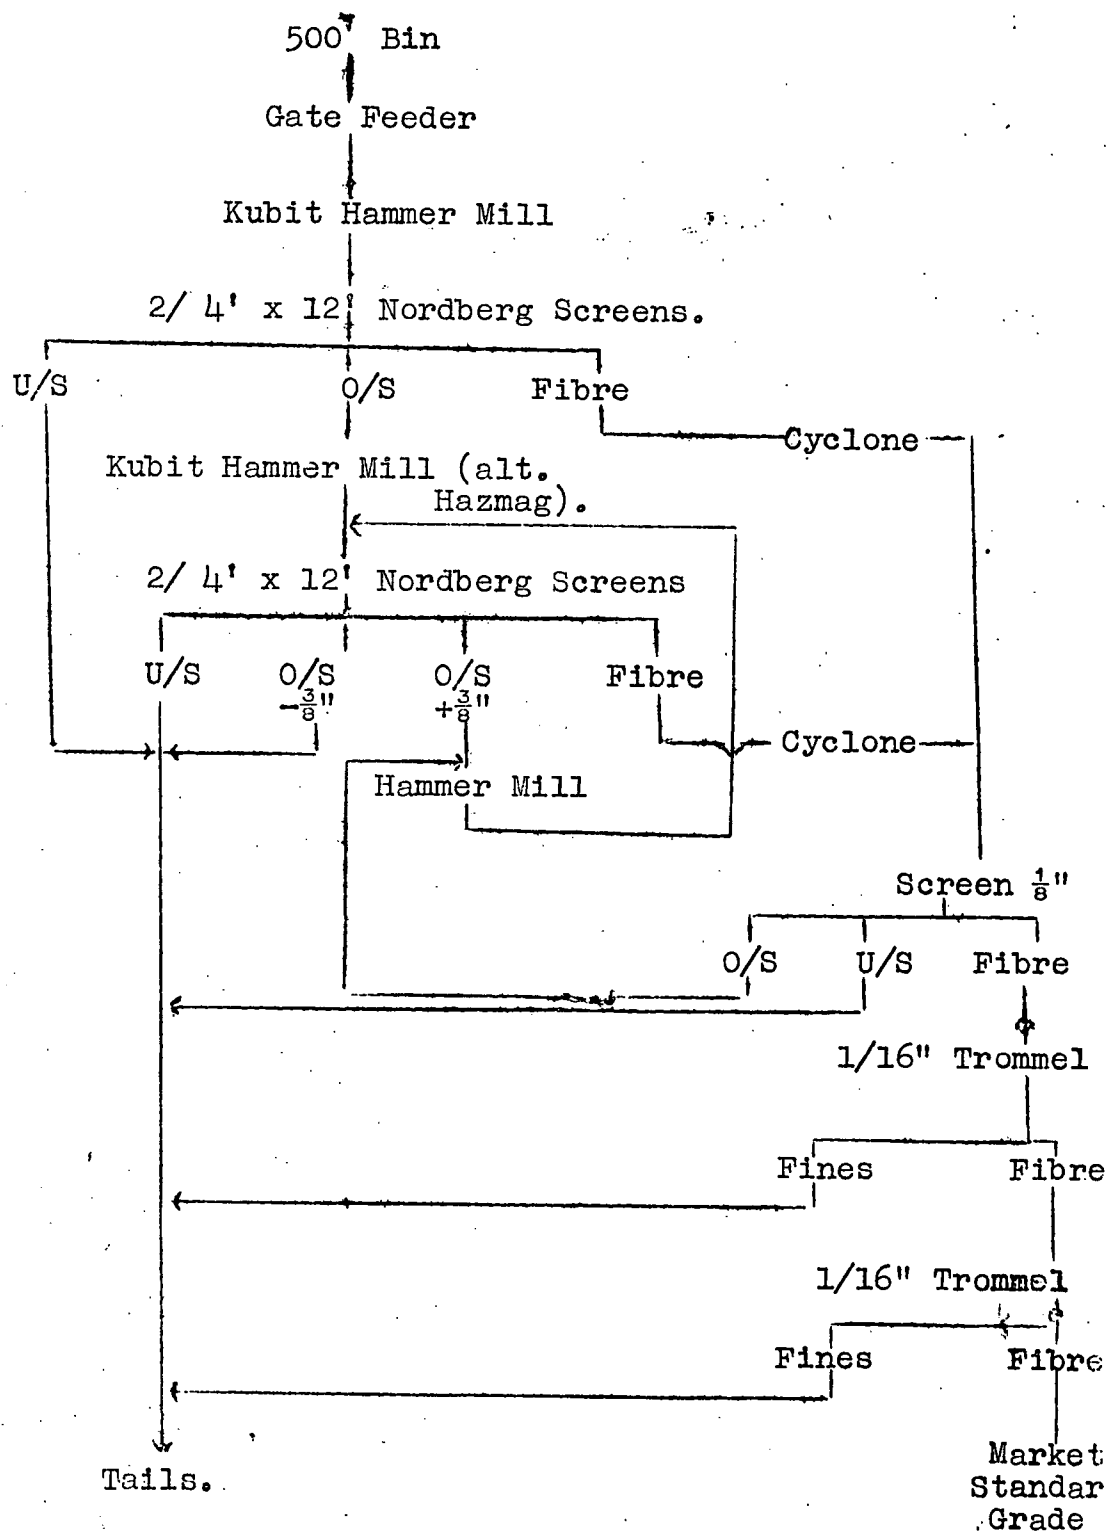 500T Bin
Gate Feeder
Kubit Hammer Mill
2/ 4' x 12' Nordberg Screens.
U/S O/S Fibre
Cyclone
Kubit Hammer Mill (alt.
Hazmag).
2/ 4' x 12' Nordberg Screens
U/S O/S O/S Fibre
-3/8" +3/8"
Cyclone
Hammer Mill
Screen 1/8"
O/S U/S Fibre
1/16" Trommel
Fines Fibre
1/16" Trommel
Fines Fibre
Market
Tails.
Standar
Grade